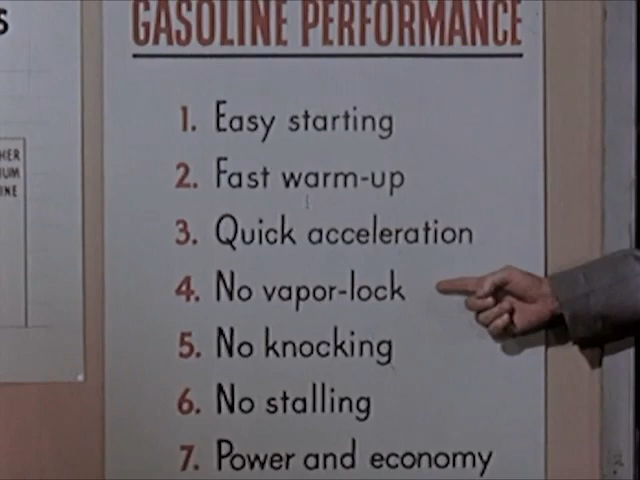 GASOLINE PERFORMANCE
1. Easy starting
2. Fast warm-up
3. Quick acceleration
4. No vapor-lock
5. No knocking
6. No stalling
7. Power and economy